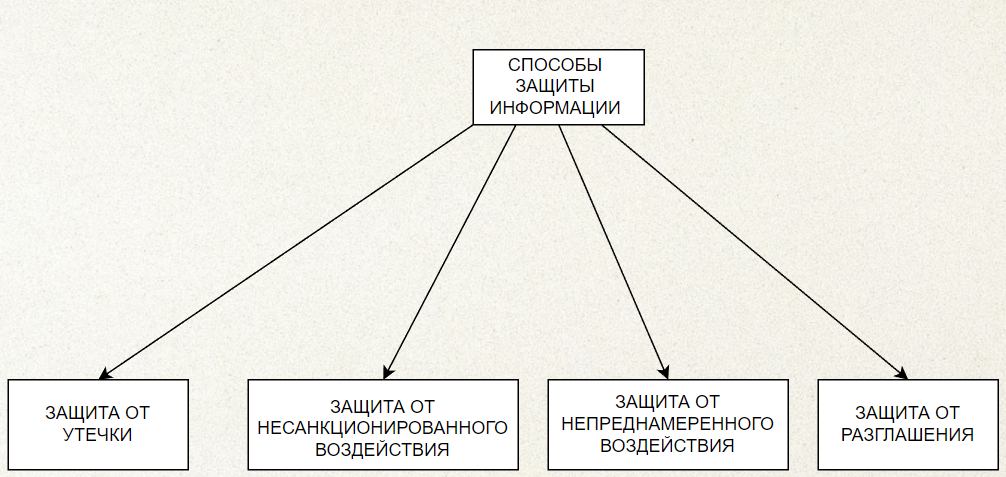 СПОСОБЫ
ЗАЩИТЫ
ИНФОРМАЦИИ
ЗАЩИТА ОТ
УТЕЧКИ
ЗАЩИТА ОТ
НЕСАНКЦИОНИРОВАННОГО
ВОЗДЕЙСТВИЯ
ЗАЩИТА ОТ
НЕПРЕДНАМЕРЕННОГО
ВОЗДЕЙСТВИЯ
ЗАЩИТА ОТ
РАЗГЛАШЕНИЯ